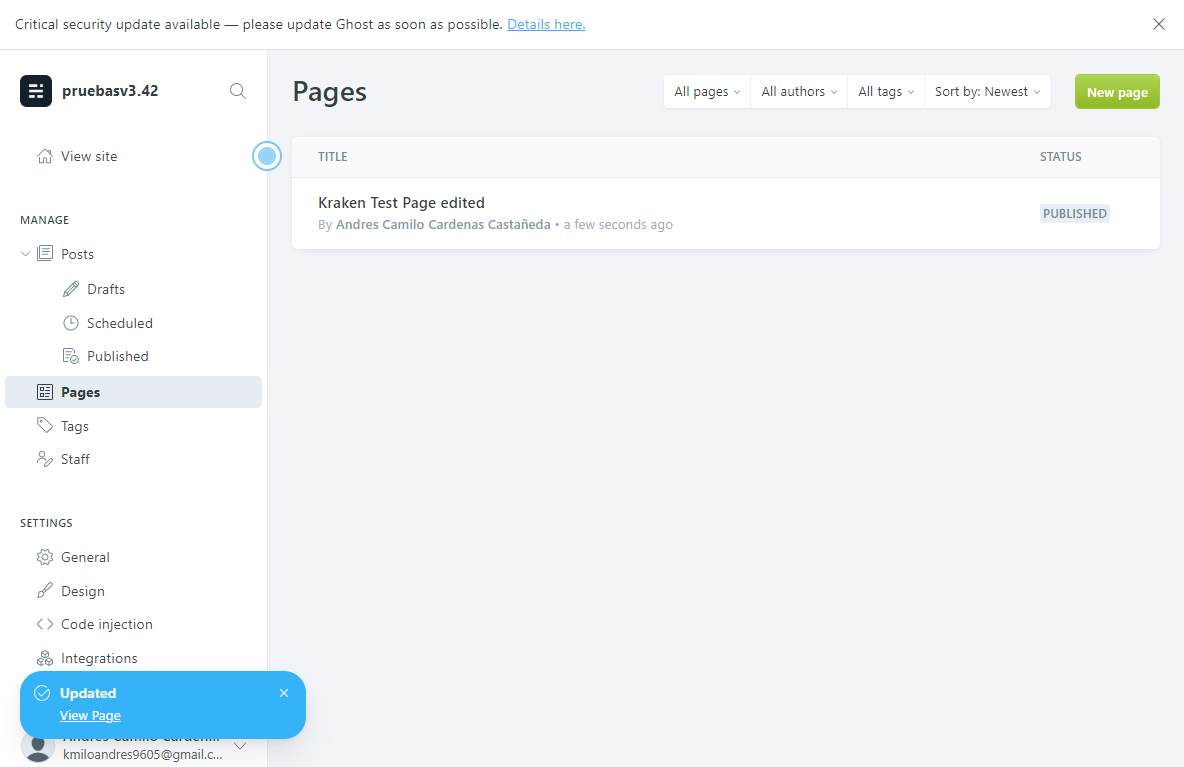 Critical security update available — please update Ghost as soon as possible. Details here.
pruebasv3.42
View site
MANAGE
Posts
Drafts
Scheduled
Published
Pages
Tags
Staff
SETTINGS
General
Design
Code injection
Integrations
Updated
View Page
Andres Camilo Carden...
kmiloandres9605@gmail.c...
Pages
All pages
All authors
All tags
Sort by: Newest
New page
TITLE
STATUS
Kraken Test Page edited
By Andres Camilo Cardenas Castañeda • a few seconds ago
PUBLISHED